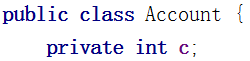 public class Account {
    private int c;